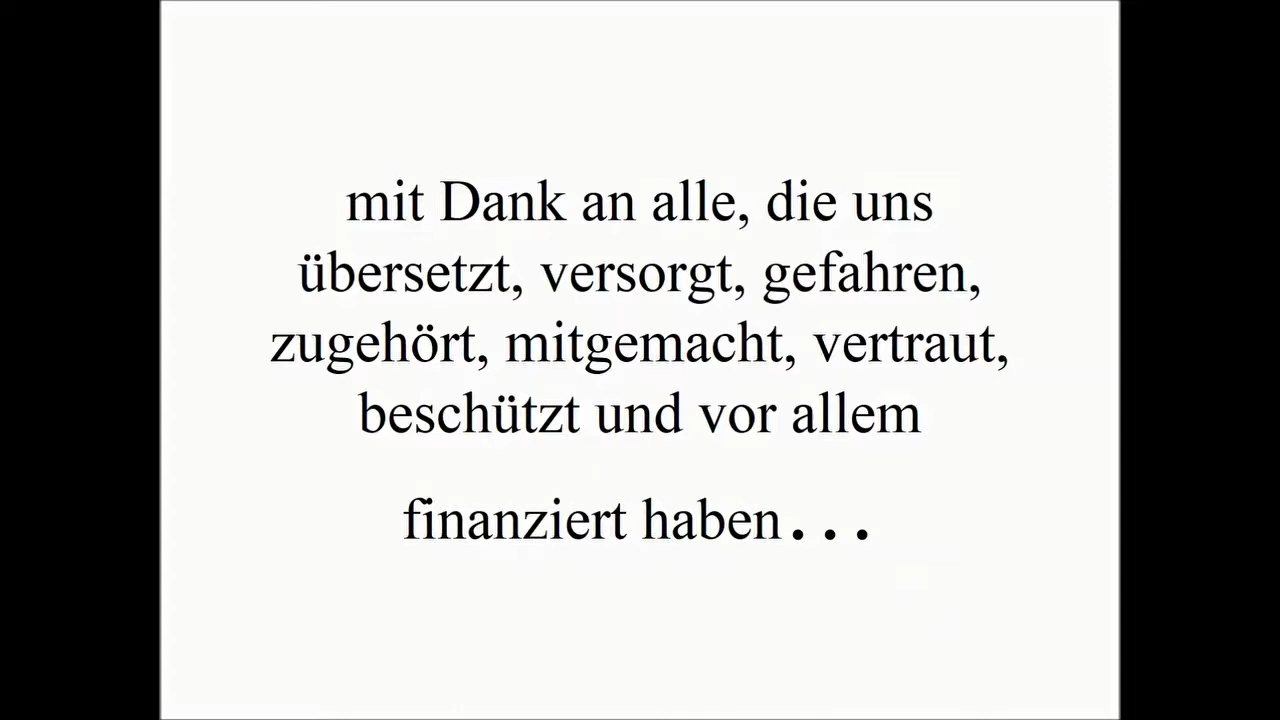 mit Dank an alle, die uns
übersetzt, versorgt, gefahren,
zugehört, mitgemacht, vertraut,
beschützt und vor allem
finanziert haben...